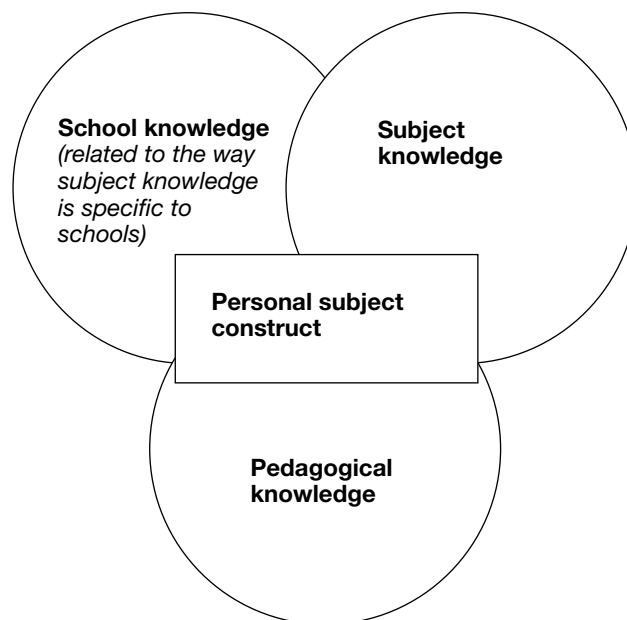 School knowledge
(related to the way
subject knowledge
is specific to
schools)
Subject
knowledge
Personal subject
construct
Pedagogical
knowledge